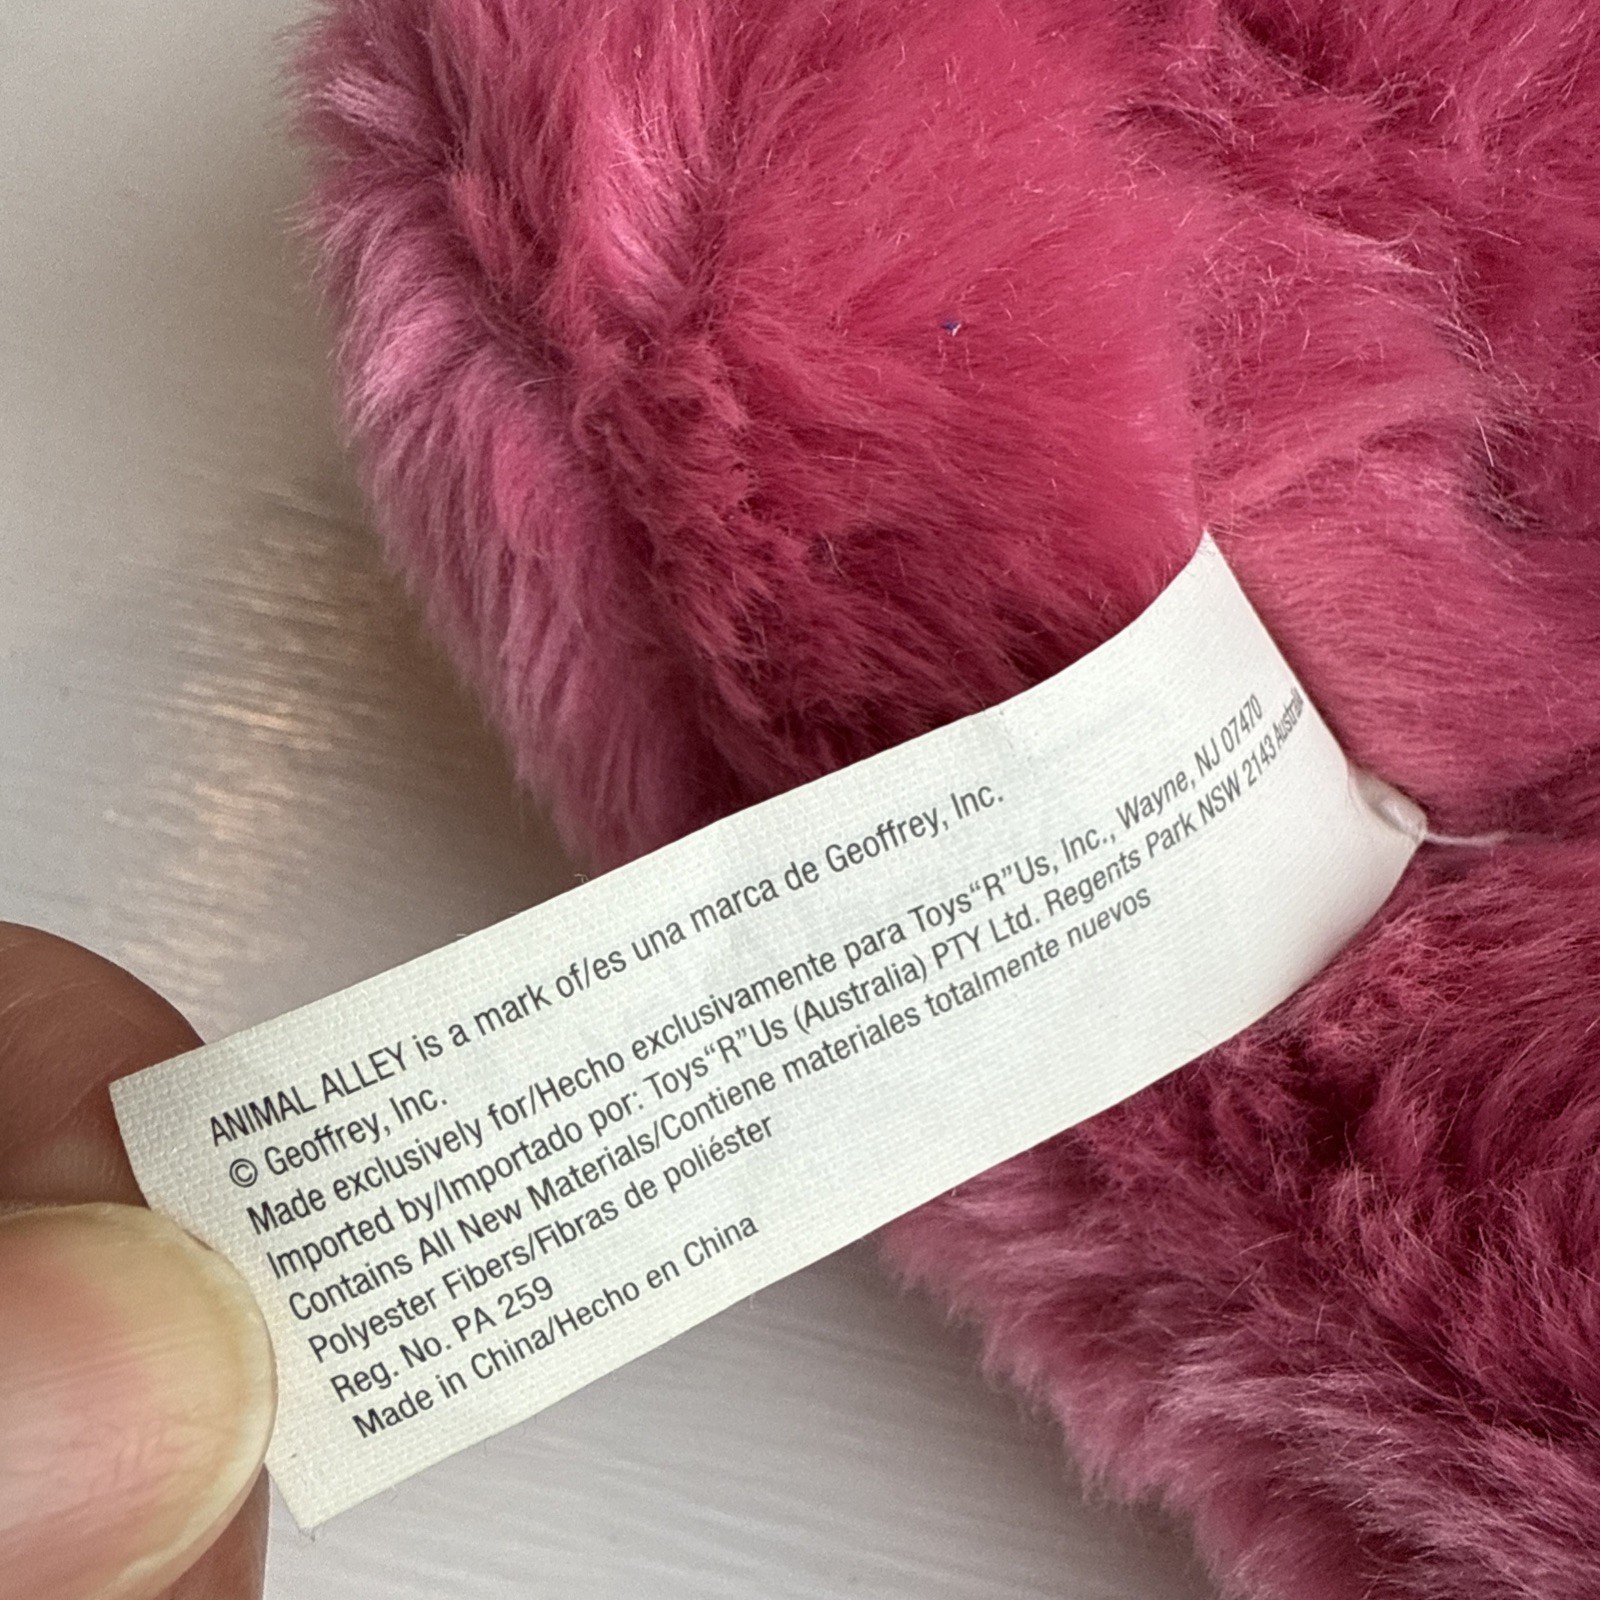 ANIMAL ALLEY is a mark of/es una marca de Geoffrey, Inc.
© Geoffrey, Inc.
Made exclusively for/Hecho exclusivamente para Toys“R”Us, Inc., Wayne, NJ 07470
Imported by/Importado por: Toys“R”Us (Australia) PTY Ltd. Regents Park NSW 2143 Australia
Contains All New Materials/Contiene materiales totalmente nuevos
Polyester Fibers/Fibras de poliéster
Reg. No. PA 259
Made in China/Hecho en China